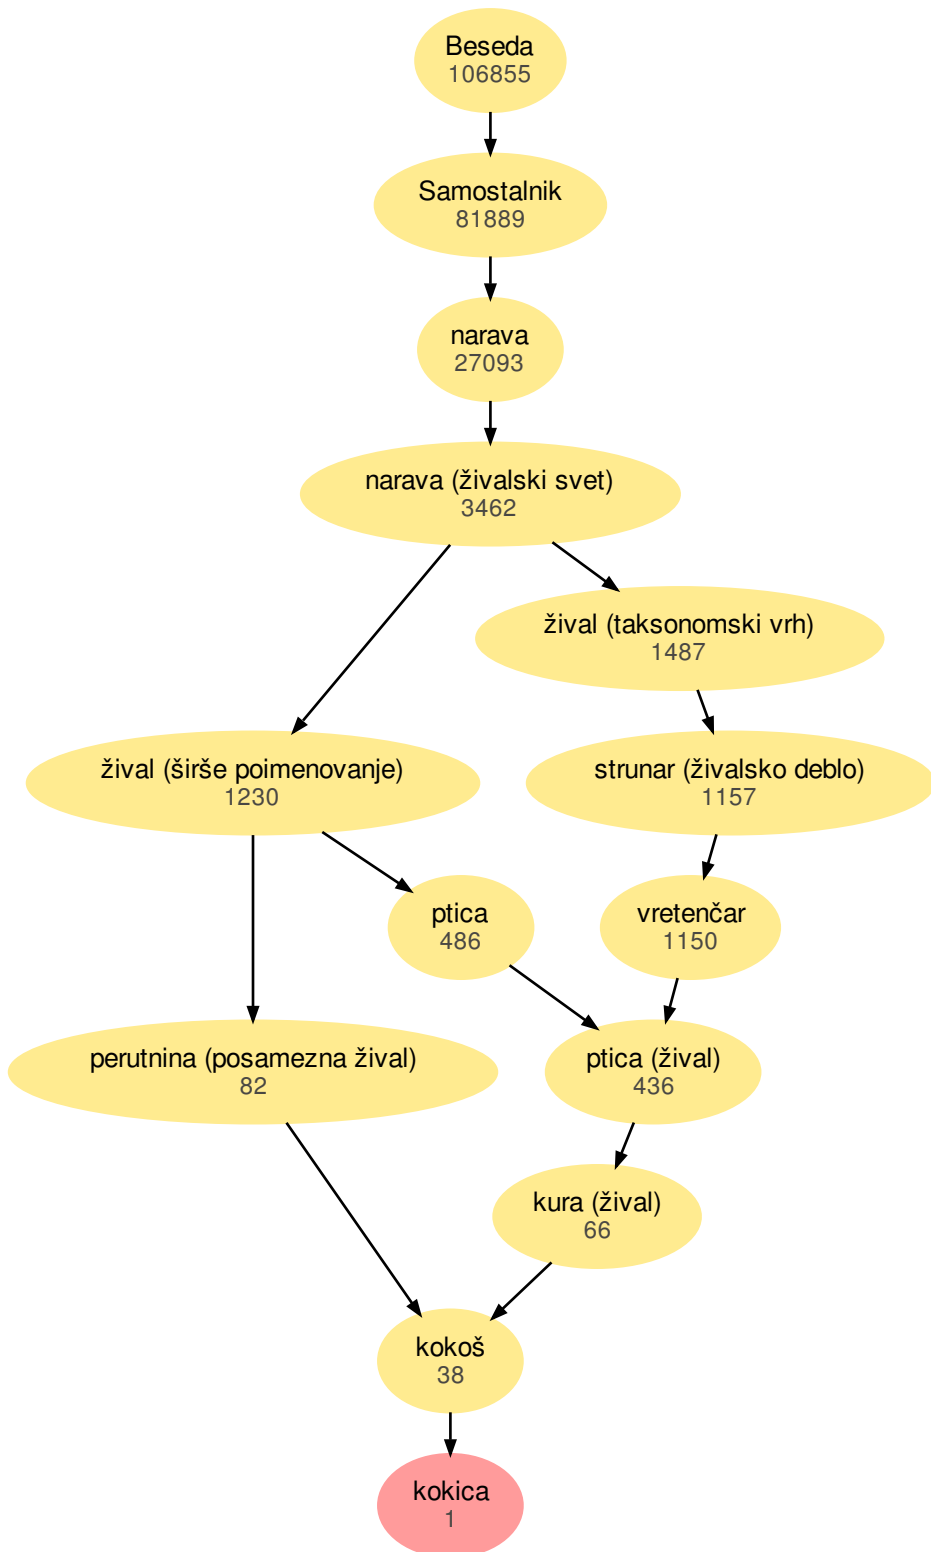 Beseda
106855
Samostalnik
81889
narava
27093
narava (živalski svet)
3462
žival (taksonomski vrh)
1487
žival (širše poimenovanje)
1230
strunar (živalsko deblo)
1157
ptica
486
vretenčar
1150
perutnina (posamezna žival)
82
ptica (žival)
436
kura (žival)
66
kokoš
38
kokica
1